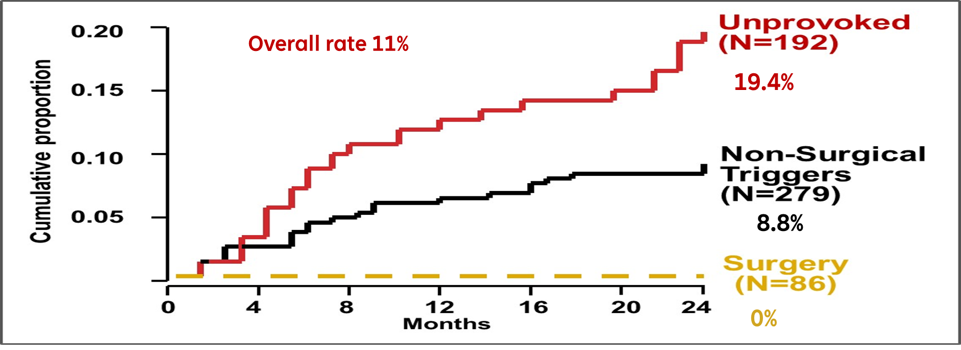 Overall rate 11%
Unprovoked
(N=192)
19.4%
Non-Surgical
Triggers
(N=279)
8.8%
Surgery
(N=86)
0%
Cumulative proportion
0.20
0.15
0.10
0.05
0 4 8 12 16 20 24
Months